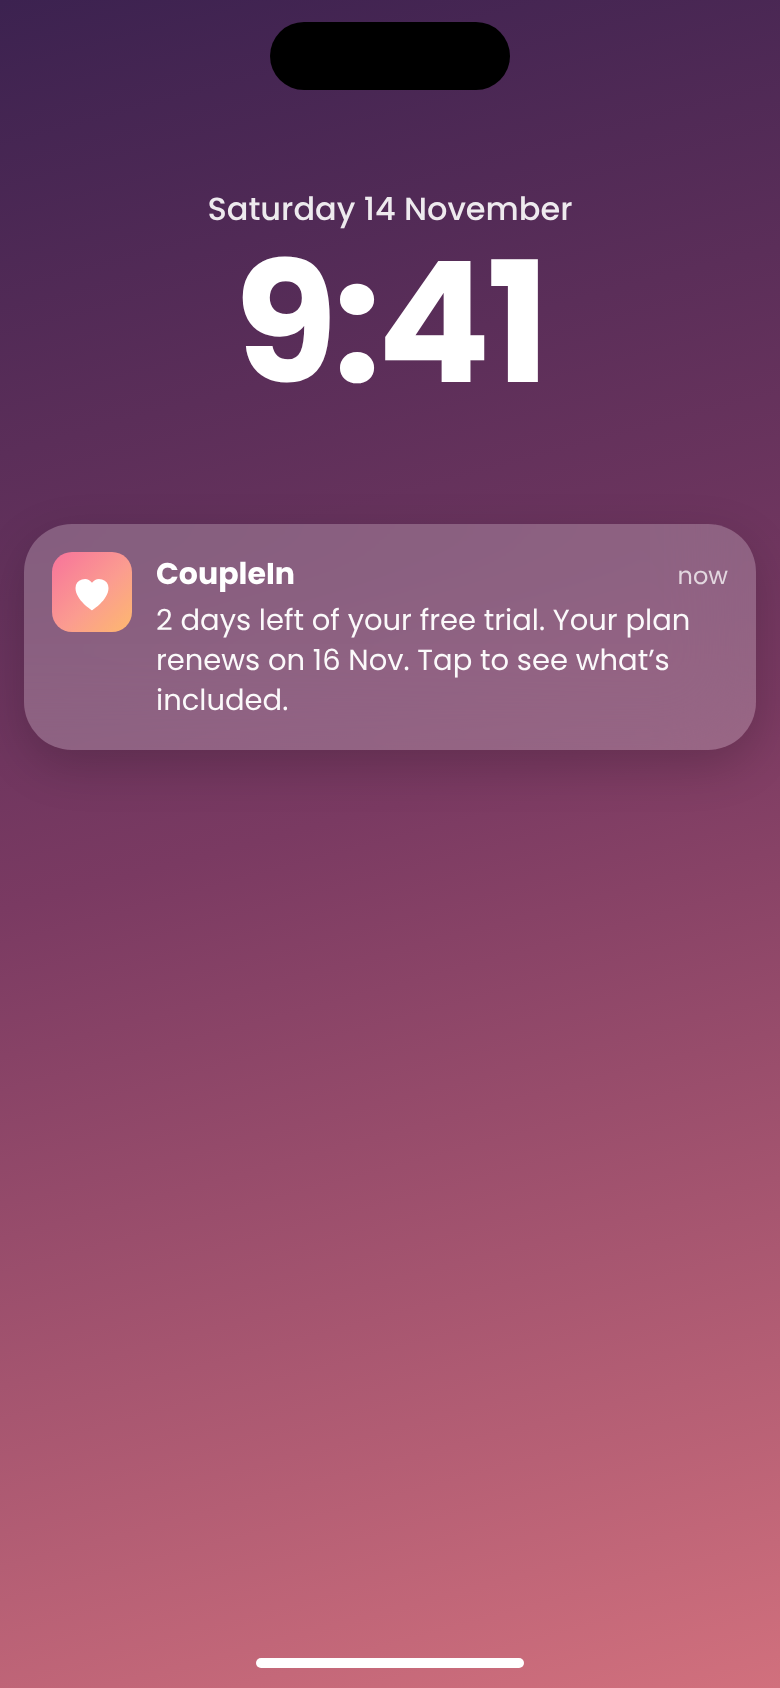 Saturday 14 November
9:41
CoupleIn
now
2 days left of your free trial. Your plan
renews on 16 Nov. Tap to see what’s
included.